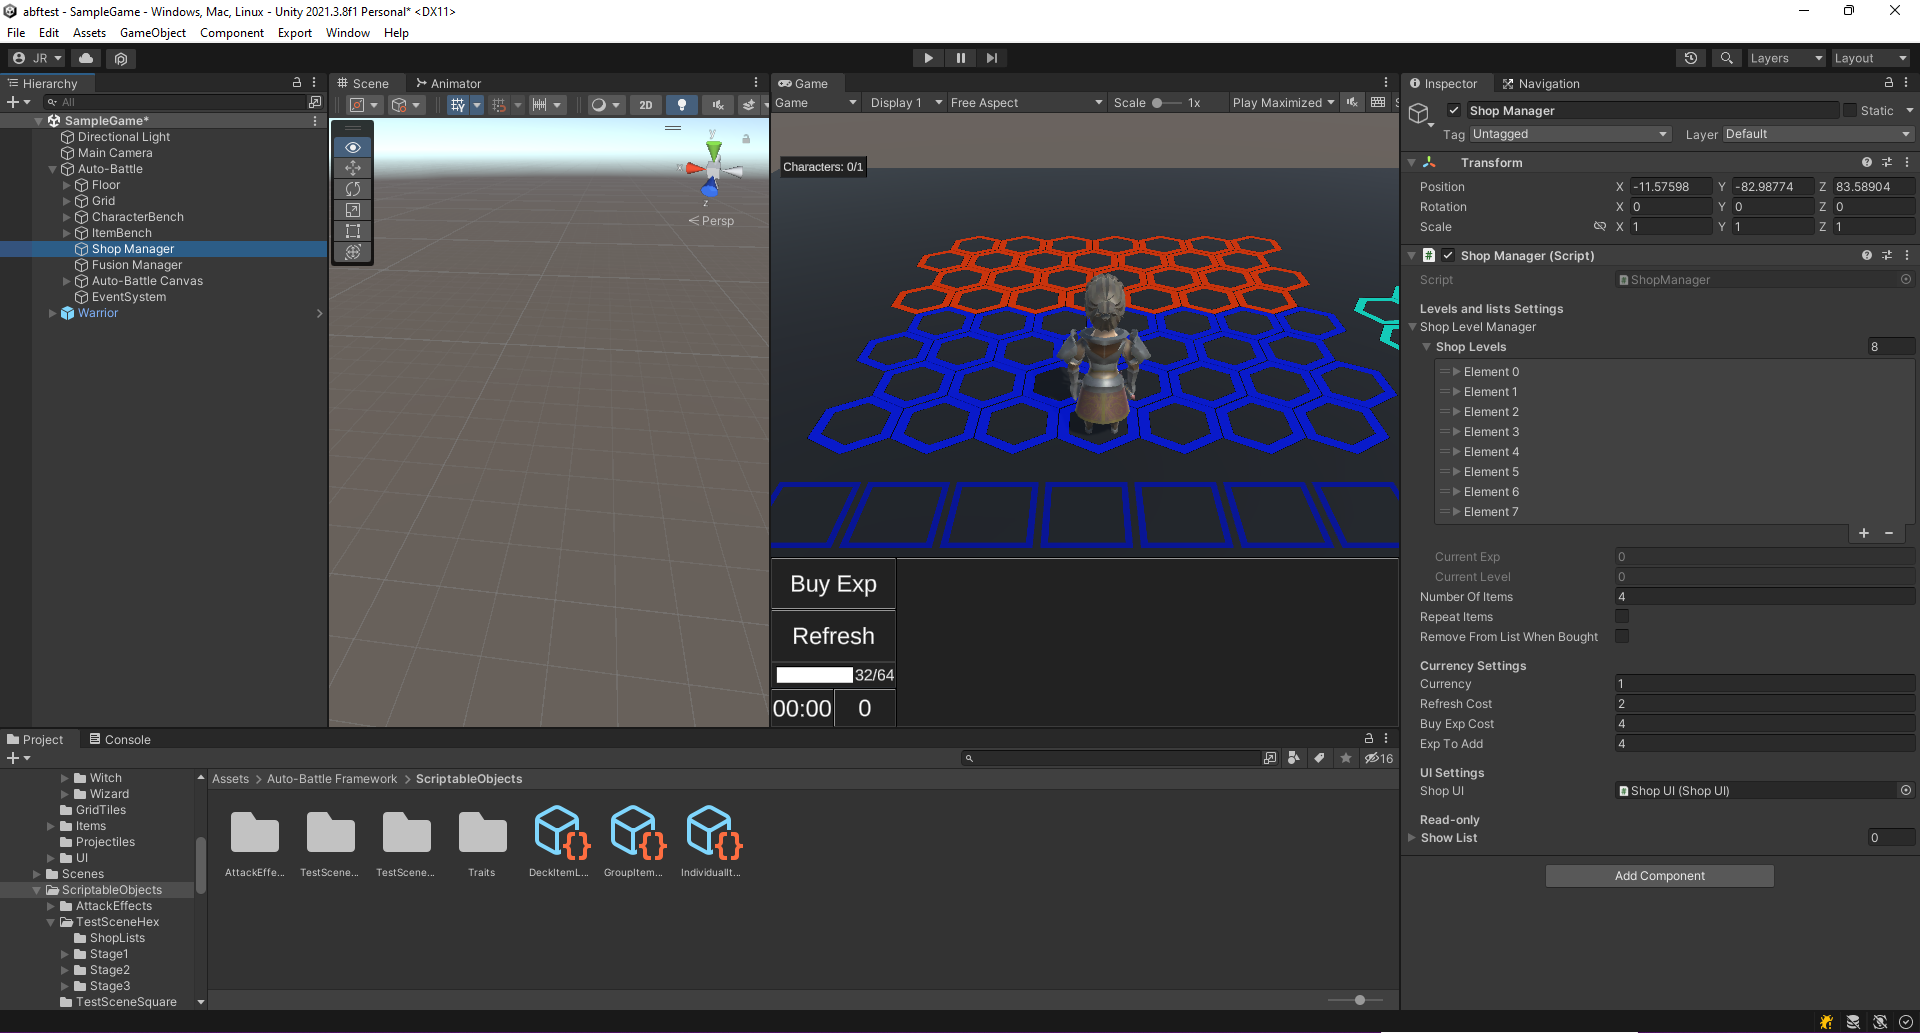 abftest - SampleGame - Windows, Mac, Linux - Unity 2021.3.8f1 Personal* <DX11>
File Edit Assets GameObject Component Export Window Help
JR Layers Layout
Hierarchy
All
SampleGame*
Directional Light
Main Camera
Auto-Battle
Floor
Grid
CharacterBench
ItemBench
Shop Manager
Fusion Manager
Auto-Battle Canvas
EventSystem
Warrior
Scene Animator
2D
y
z
Persp
Game
Game Display 1 Free Aspect Scale 1x Play Maximized S
Characters: 0/1
Buy Exp
Refresh
32/64
00:00 0
Inspector Navigation
Shop Manager Static
Tag Untagged Layer Default
Transform
Position X -11.57598 Y -82.98774 Z 83.58904
Rotation X 0 Y 0 Z 0
Scale X 1 Y 1 Z 1
Shop Manager (Script)
Script ShopManager
Levels and lists Settings
Shop Level Manager
Shop Levels 8
Element 0
Element 1
Element 2
Element 3
Element 4
Element 5
Element 6
Element 7
Current Exp 0
Current Level 0
Number Of Items 4
Repeat Items
Remove From List When Bought
Currency Settings
Currency 1
Refresh Cost 2
Buy Exp Cost 4
Exp To Add 4
UI Settings
Shop UI Shop UI (Shop UI)
Read-only
Show List 0
Add Component
Project Console
16
Witch
Wizard
GridTiles
Items
Projectiles
UI
Scenes
ScriptableObjects
AttackEffects
TestSceneHex
ShopLists
Stage1
Stage2
Stage3
TestSceneSquare
Assets > Auto-Battle Framework > ScriptableObjects
AttackEffe... TestScene... TestScene... Traits DeckItemL... GroupItem... IndividualIt...